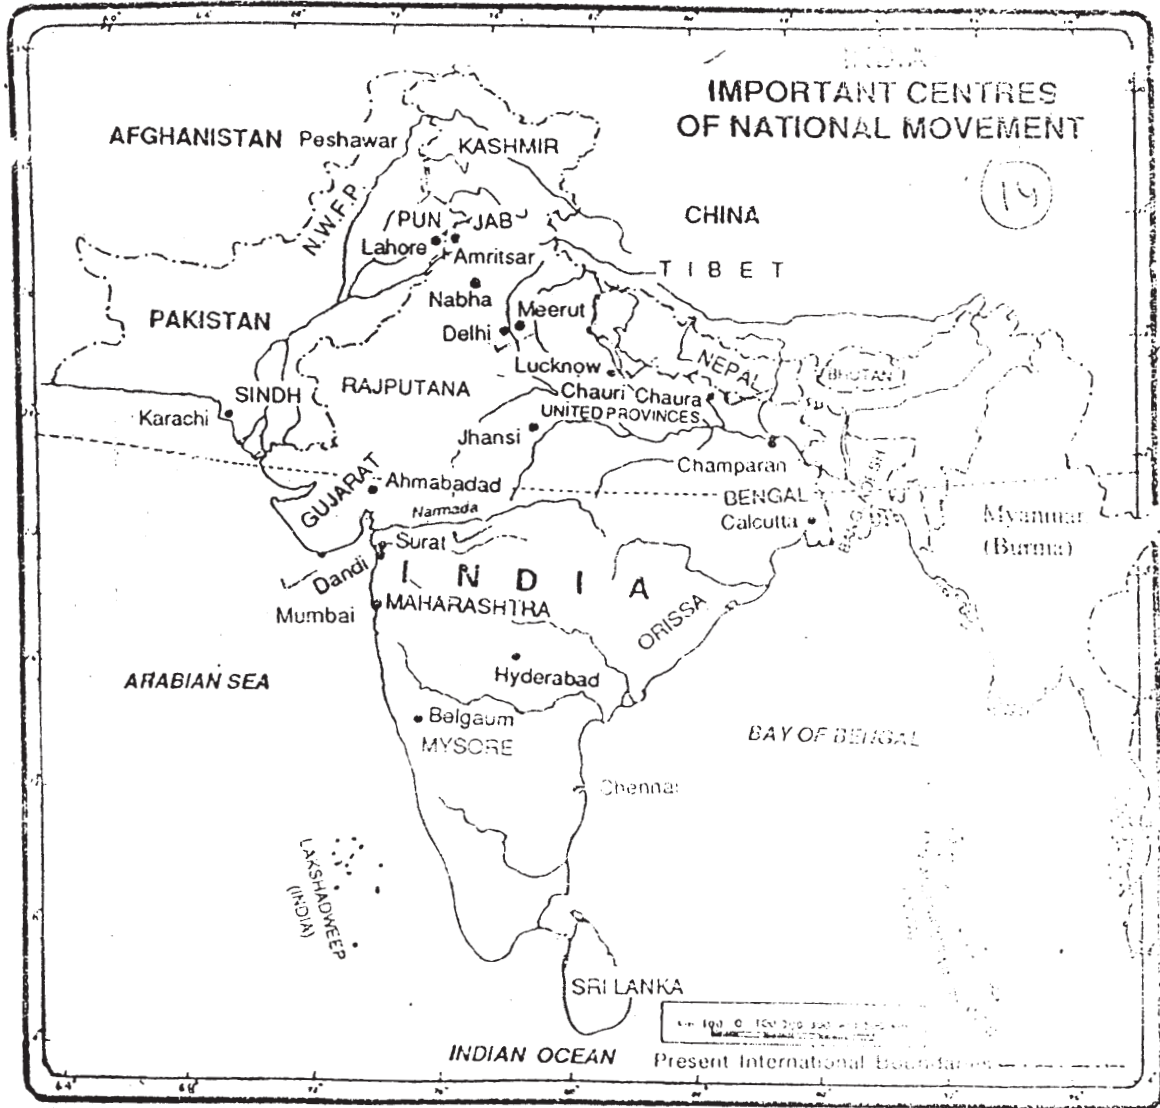 INDIA
IMPORTANT CENTRES
OF NATIONAL MOVEMENT
14
AFGHANISTAN
Peshawar
KASHMIR
N.W.F.P.
PUN JAB
CHINA
Lahore
Amritsar
TIBET
Nabha
PAKISTAN
Meerut
Delhi
NEPAL
BHUTAN
Lucknow
RAJPUTANA
SINDH
Chauri Chaura
UNITED PROVINCES
Karachi
Jhansi
Champaran
GUJARAT
Ahmabadad
BENGAL
Narmada
Calcutta
Myanmar
(Burma)
Surat
Dandi
INDIA
MAHARASHTRA
Mumbai
ORISSA
ARABIAN SEA
Hyderabad
Belgaum
MYSORE
BAY OF BENGAL
Chennai
LAKSHADWEEP
(INDIA)
SRI LANKA
INDIAN OCEAN
Present International Boundaries